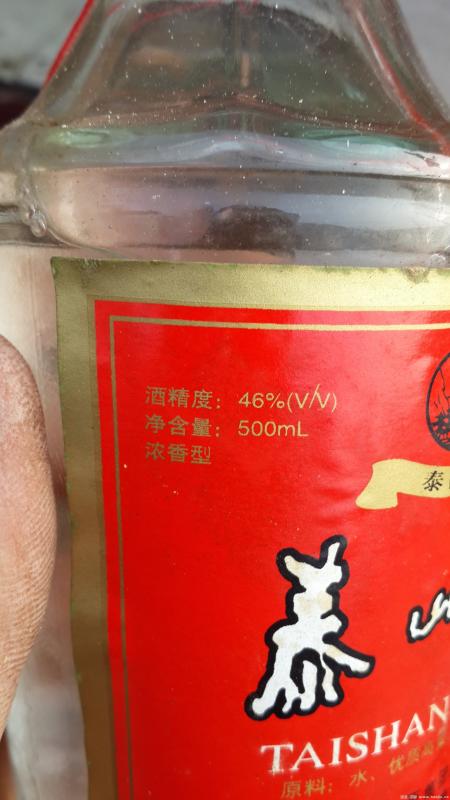 酒精度: 46%(V/V)
净含量: 500mL
浓香型
泰
泰山
TAISHAN
原料: 水、优质高